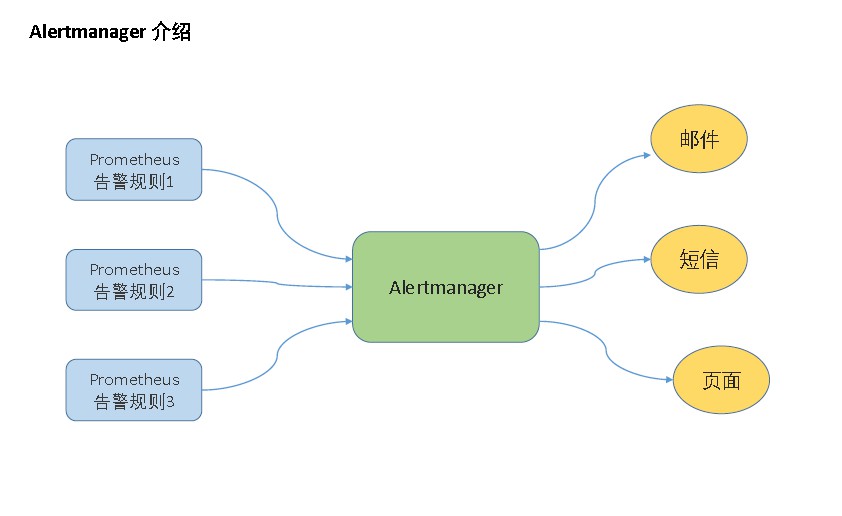 Alertmanager 介绍
Prometheus
告警规则1
Prometheus
告警规则2
Prometheus
告警规则3
Alertmanager
邮件
短信
页面